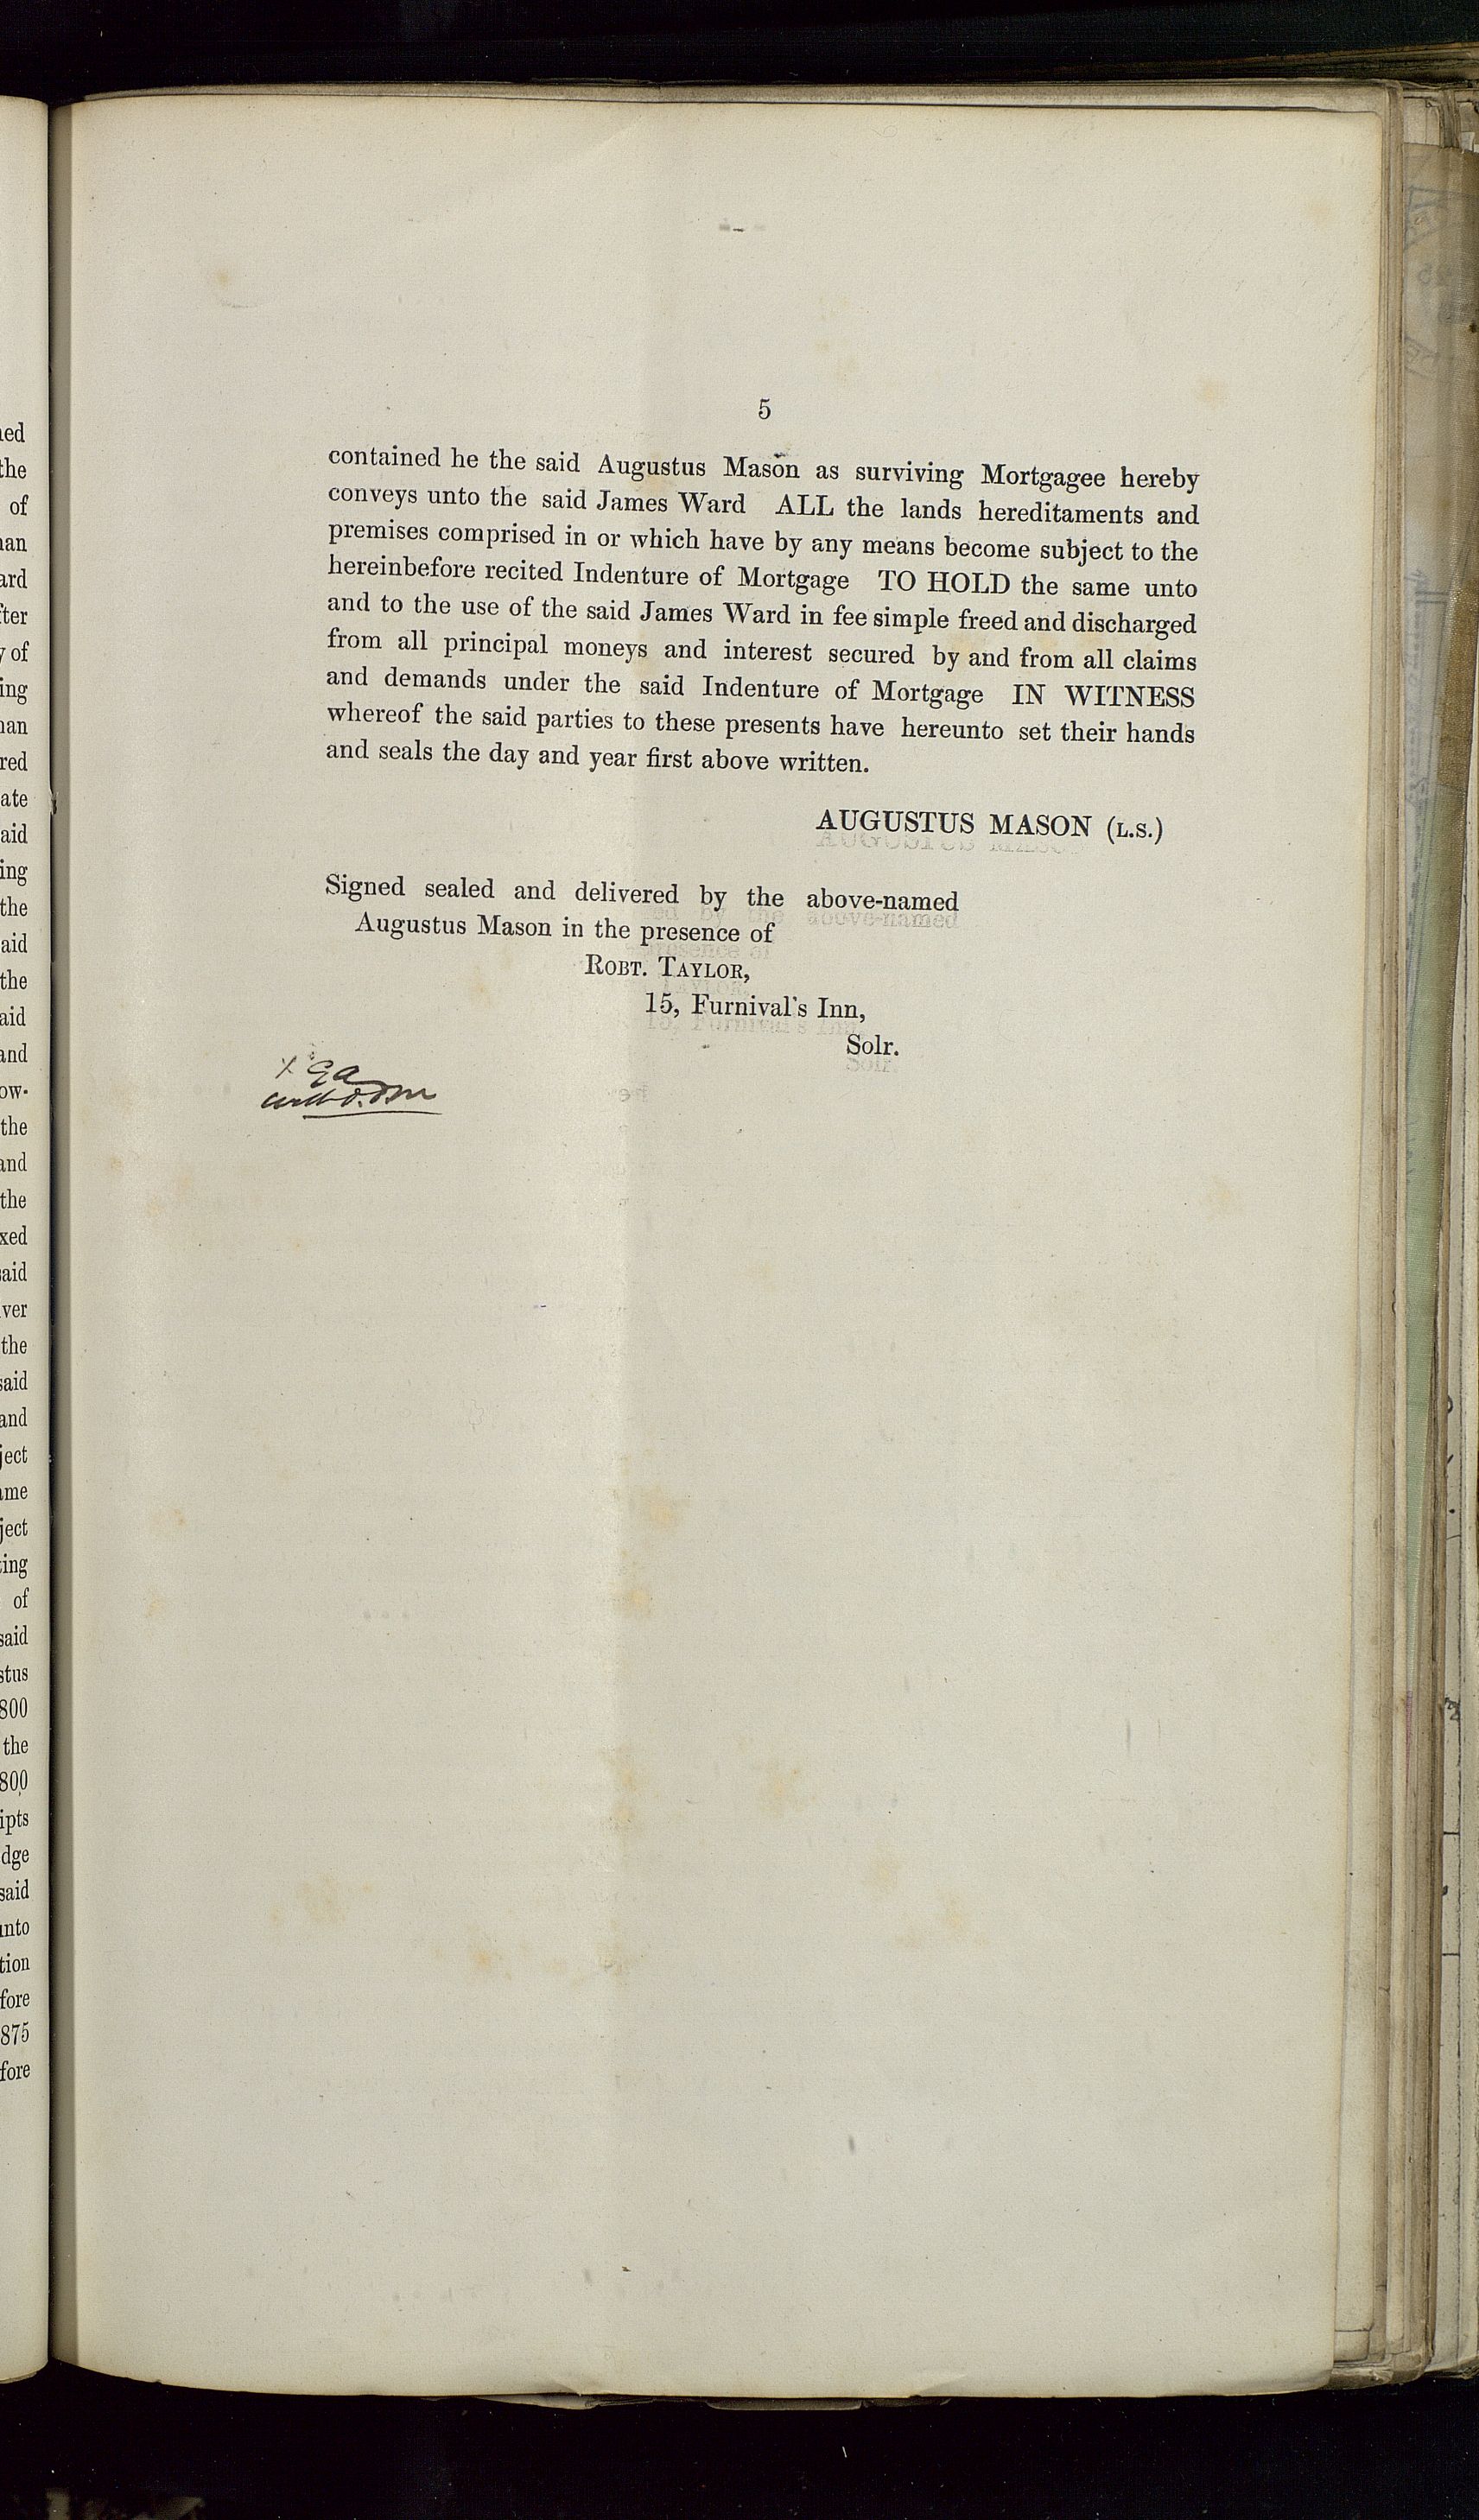 5
contained he the said Augustus Mason as surviving Mortgagee hereby
conveys unto the said James Ward ALL the lands hereditaments and
premises comprised in or which have by any means become subject to the
hereinbefore recited Indenture of Mortgage TO HOLD the same unto
and to the use of the said James Ward in fee simple freed and discharged
from all principal moneys and interest secured by and from all claims
and demands under the said Indenture of Mortgage IN WITNESS
whereof the said parties to these presents have hereunto set their hands
and seals the day and year first above written.
AUGUSTUS MASON (L.S.)
Signed sealed and delivered by the above-named
Augustus Mason in the presence of
ROBT. TAYLOR,
15, Furnival's Inn,
Solr.